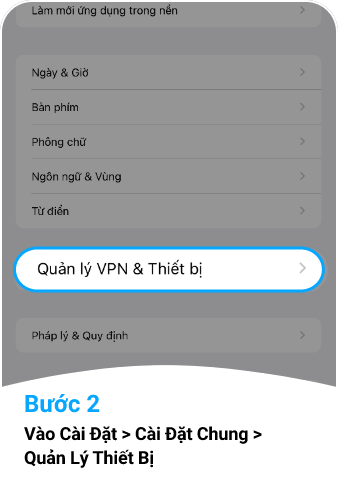 Làm mới ứng dụng trong nền
Ngày & Giờ
Bàn phím
Phông chữ
Ngôn ngữ & Vùng
Từ điển
Quản lý VPN & Thiết bị
Pháp lý & Quy định
Bước 2
Vào Cài Đặt > Cài Đặt Chung >
Quản Lý Thiết Bị